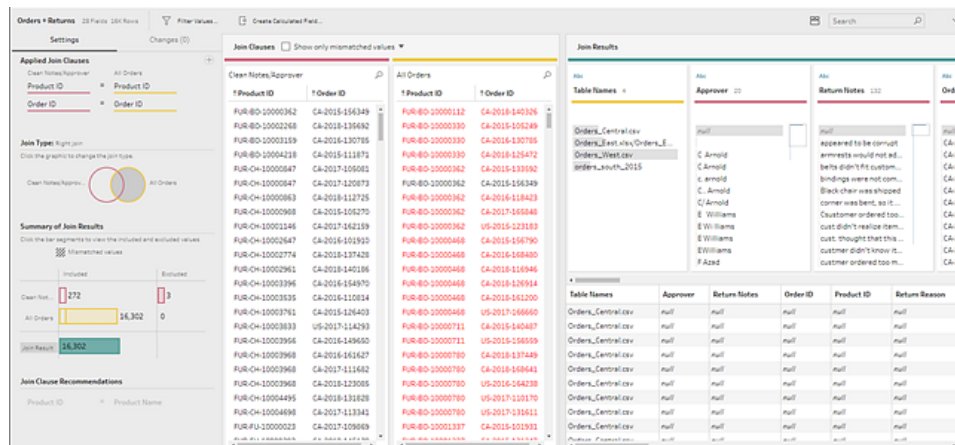 Orders + Returns 28 Fields 16K Rows
Filter Values...
Create Calculated Field...
Search
Settings
Changes (0)
Applied Join Clauses
Clean Notes/Approver
All Orders
Product ID = Product ID
Order ID = Order ID
Join Type: Right join
Click the graphic to change the join type.
Clean Notes/Approv...
All Orders
Summary of Join Results
Click the bar segments to view the included and excluded values.
Mismatched values
Included
Excluded
Clean Not...
272
3
All Orders
16,302
0
Join Result
16,302
Join Clause Recommendations
Product ID = Product Name
Join Clauses
Show only mismatched values
Clean Notes/Approver
Product ID
Order ID
FUR-BO-10000362 CA-2015-156349
FUR-BO-10002268 CA-2018-135692
FUR-BO-10003159 CA-2016-130785
FUR-BO-10004218 CA-2015-111871
FUR-CH-10000847 CA-2017-105081
FUR-CH-10000847 CA-2017-120873
FUR-CH-10000863 CA-2018-112725
FUR-CH-10000988 CA-2015-105270
FUR-CH-10001146 CA-2017-162159
FUR-CH-10002647 CA-2016-101910
FUR-CH-10002774 CA-2018-137428
FUR-CH-10002961 CA-2018-140186
FUR-CH-10003396 CA-2016-154970
FUR-CH-10003535 CA-2016-110814
FUR-CH-10003761 CA-2015-126403
FUR-CH-10003833 US-2017-114293
FUR-CH-10003956 CA-2016-149650
FUR-CH-10003968 CA-2016-161627
FUR-CH-10003968 CA-2017-111682
FUR-CH-10003968 CA-2018-123085
FUR-CH-10004495 CA-2018-131828
FUR-CH-10004698 CA-2017-113341
FUR-FU-10000023 CA-2017-109869
All Orders
Product ID
Order ID
FUR-BO-10000112 CA-2018-140326
FUR-BO-10000330 CA-2015-105249
FUR-BO-10000330 CA-2016-130785
FUR-BO-10000330 CA-2018-125472
FUR-BO-10000362 CA-2015-133592
FUR-BO-10000362 CA-2015-156349
FUR-BO-10000362 CA-2016-118423
FUR-BO-10000362 CA-2017-165848
FUR-BO-10000362 US-2015-123183
FUR-BO-10000468 CA-2015-156790
FUR-BO-10000468 CA-2016-168480
FUR-BO-10000468 CA-2018-116946
FUR-BO-10000468 CA-2018-126914
FUR-BO-10000468 CA-2018-161200
FUR-BO-10000468 US-2017-168660
FUR-BO-10000711 CA-2015-140487
FUR-BO-10000711 US-2015-156559
FUR-BO-10000780 CA-2018-137449
FUR-BO-10000780 CA-2018-168641
FUR-BO-10000780 US-2016-164238
FUR-BO-10000780 US-2017-110170
FUR-BO-10000780 US-2017-131611
FUR-BO-10001337 CA-2015-101931
Join Results
Abc
Table Names 4
Orders_Central.csv
Orders_East.xlsx/Orders_E...
Orders_West.csv
orders_south_2015
Abc
Approver 23
null
C Arnold
C Arnold
c. arnold
C. Arnold
C/ Arnold
E Williams
E Williams
E Williams
EWilliams
F Azad
Abc
Return Notes 132
null
appeared to be corrupt
armrests would not ad...
belts didn't fit custom...
bindings were not com...
Black chair was shipped
corner was bent, so it ...
Csustomer ordered too...
cust didn't realize item...
cust. thought that this...
custmer didn't know it...
custmer ordered too m...
Abc
Ord
Table Names Approver Return Notes Order ID Product ID Return Reason
Orders_Central.csv null null null null null
Orders_Central.csv null null null null null
Orders_Central.csv null null null null null
Orders_Central.csv null null null null null
Orders_Central.csv null null null null null
Orders_Central.csv null null null null null
Orders_Central.csv null null null null null
Orders_Central.csv null null null null null